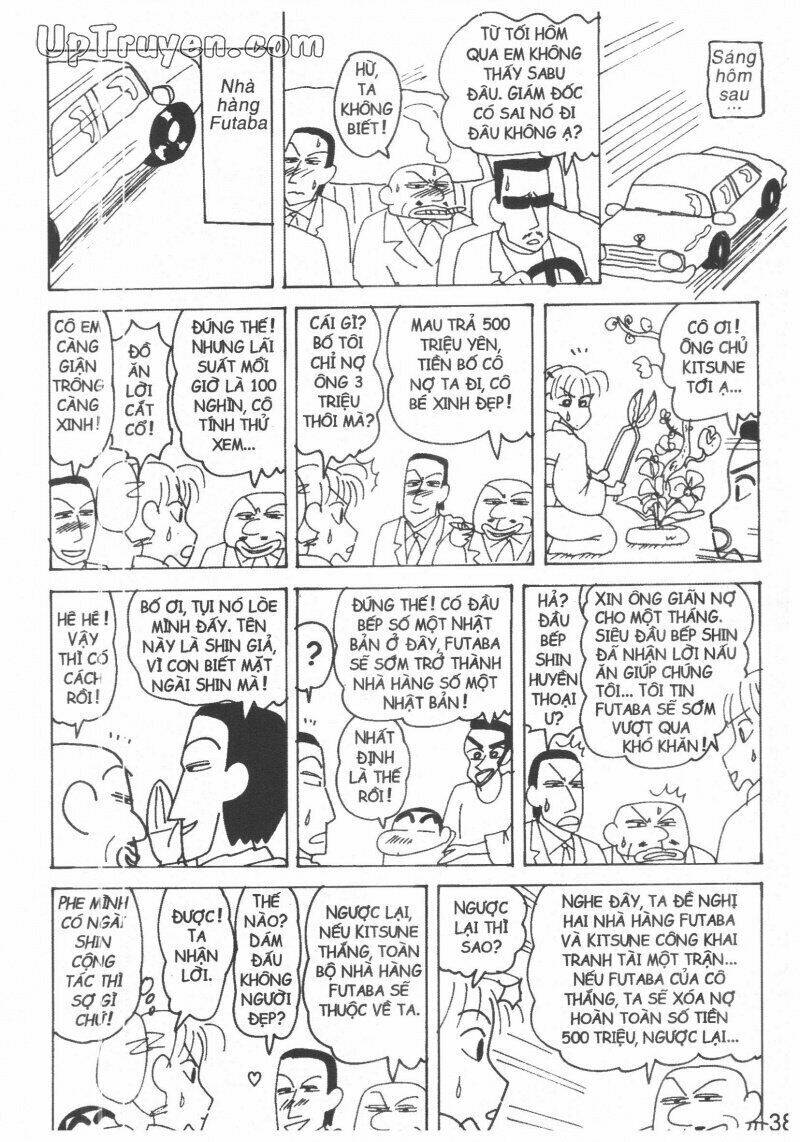 UpTruyen.com
Sáng
hôm
sau
...
TỪ TỐI HÔM
QUA EM KHÔNG
THẤY SABU
ĐÂU. GIÁM ĐỐC
CÓ SAI NÓ ĐI
ĐÂU KHÔNG Ạ?
HỪ,
TA
KHÔNG
BIẾT!
Nhà
hàng
Futaba
CÔ ƠI!
ÔNG CHỦ
KITSUNE
TỚI Ạ...
MAU TRẢ 500
TRIỆU YÊN,
TIỀN BỐ CÔ
NỢ TA ĐI, CÔ
BÉ XINH ĐẸP!
CÁI GÌ?
BỐ TÔI
CHỈ NỢ
ÔNG 3
TRIỆU
THÔI MÀ?
ĐÚNG THẾ!
NHƯNG LÃI
SUẤT MỖI
GIỜ LÀ 100
NGHÌN, CÔ
TÍNH THỬ
XEM...
ĐỒ
ĂN LỜI
CẮT
CỔ!
CÔ EM
CÀNG
GIẬN
TRÔNG
CÀNG
XINH!
XIN ÔNG GIÃN NỢ
CHO MỘT THÁNG.
SIÊU ĐẦU BẾP SHIN
ĐÃ NHẬN LỜI NẤU
ĂN GIÚP CHÚNG
TÔI... TÔI TIN
FUTABA SẼ SỚM
VƯỢT QUA
KHÓ KHĂN!
HẢ?
ĐẦU
BẾP
SHIN
HUYỀN
THOẠI
Ư?
ĐÚNG THẾ! CÓ ĐẦU
BẾP SỐ MỘT NHẬT
BẢN Ở ĐÂY, FUTABA
SẼ SỚM TRỞ THÀNH
NHÀ HÀNG SỐ MỘT
NHẬT BẢN!
NHẤT
ĐỊNH
LÀ THẾ
RỒI!
?
BỐ ƠI, TỤI NÓ LÒE
MÌNH ĐẤY. TÊN
NÀY LÀ SHIN GIẢ,
VÌ CON BIẾT MẶT
NGÀI SHIN MÀ!
HÊ HÊ!
VẬY
THÌ CÓ
CÁCH
RỒI!
NGHE ĐÂY, TA ĐỀ NGHỊ
HAI NHÀ HÀNG FUTABA
VÀ KITSUNE CÔNG KHAI
TRANH TÀI MỘT TRẬN...
NẾU FUTABA CỦA CÔ
THẮNG, TA SẼ XÓA NỢ
HOÀN TOÀN SỐ TIỀN
500 TRIỆU, NGƯỢC LẠI...
NGƯỢC
LẠI THÌ
SAO?
NGƯỢC LẠI,
NẾU KITSUNE
THẮNG, TOÀN
BỘ NHÀ HÀNG
FUTABA SẼ
THUỘC VỀ TA.
THẾ
NÀO?
DÁM
ĐẤU
KHÔNG
NGƯỜI
ĐẸP?
ĐƯỢC!
TA
NHẬN
LỜI.
PHE MÌNH
CÓ NGÀI
SHIN
CỘNG
TÁC THÌ
SỢ GÌ
CHỨ!
38